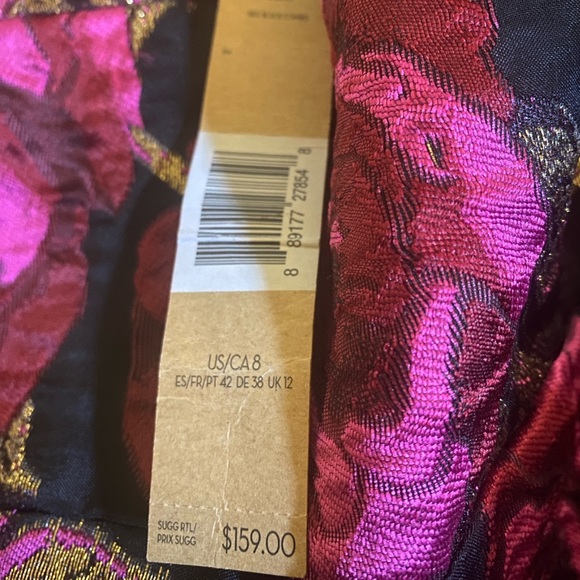 8 89177 27854 8
US/CA 8
ES/FR/PT 42 DE 38 UK 12
SUGG RTL/
PRIX SUGG
$159.00